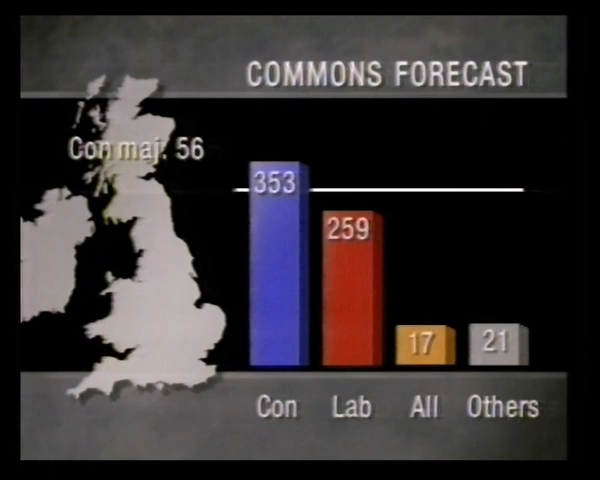 COMMONS FORECAST
Con maj: 56
353
259
17
21
Con Lab All Others